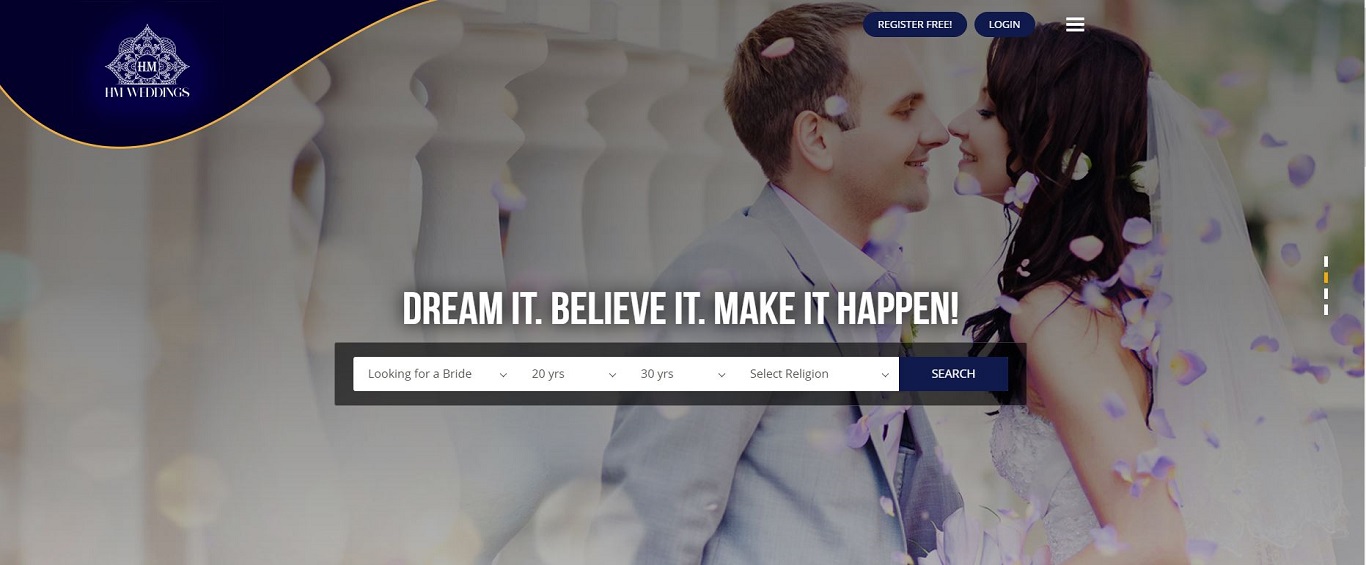 REGISTER FREE!
LOGIN
HM
HM WEDDINGS
DREAM IT. BELIEVE IT. MAKE IT HAPPEN!
Looking for a Bride
20 yrs
30 yrs
Select Religion
SEARCH